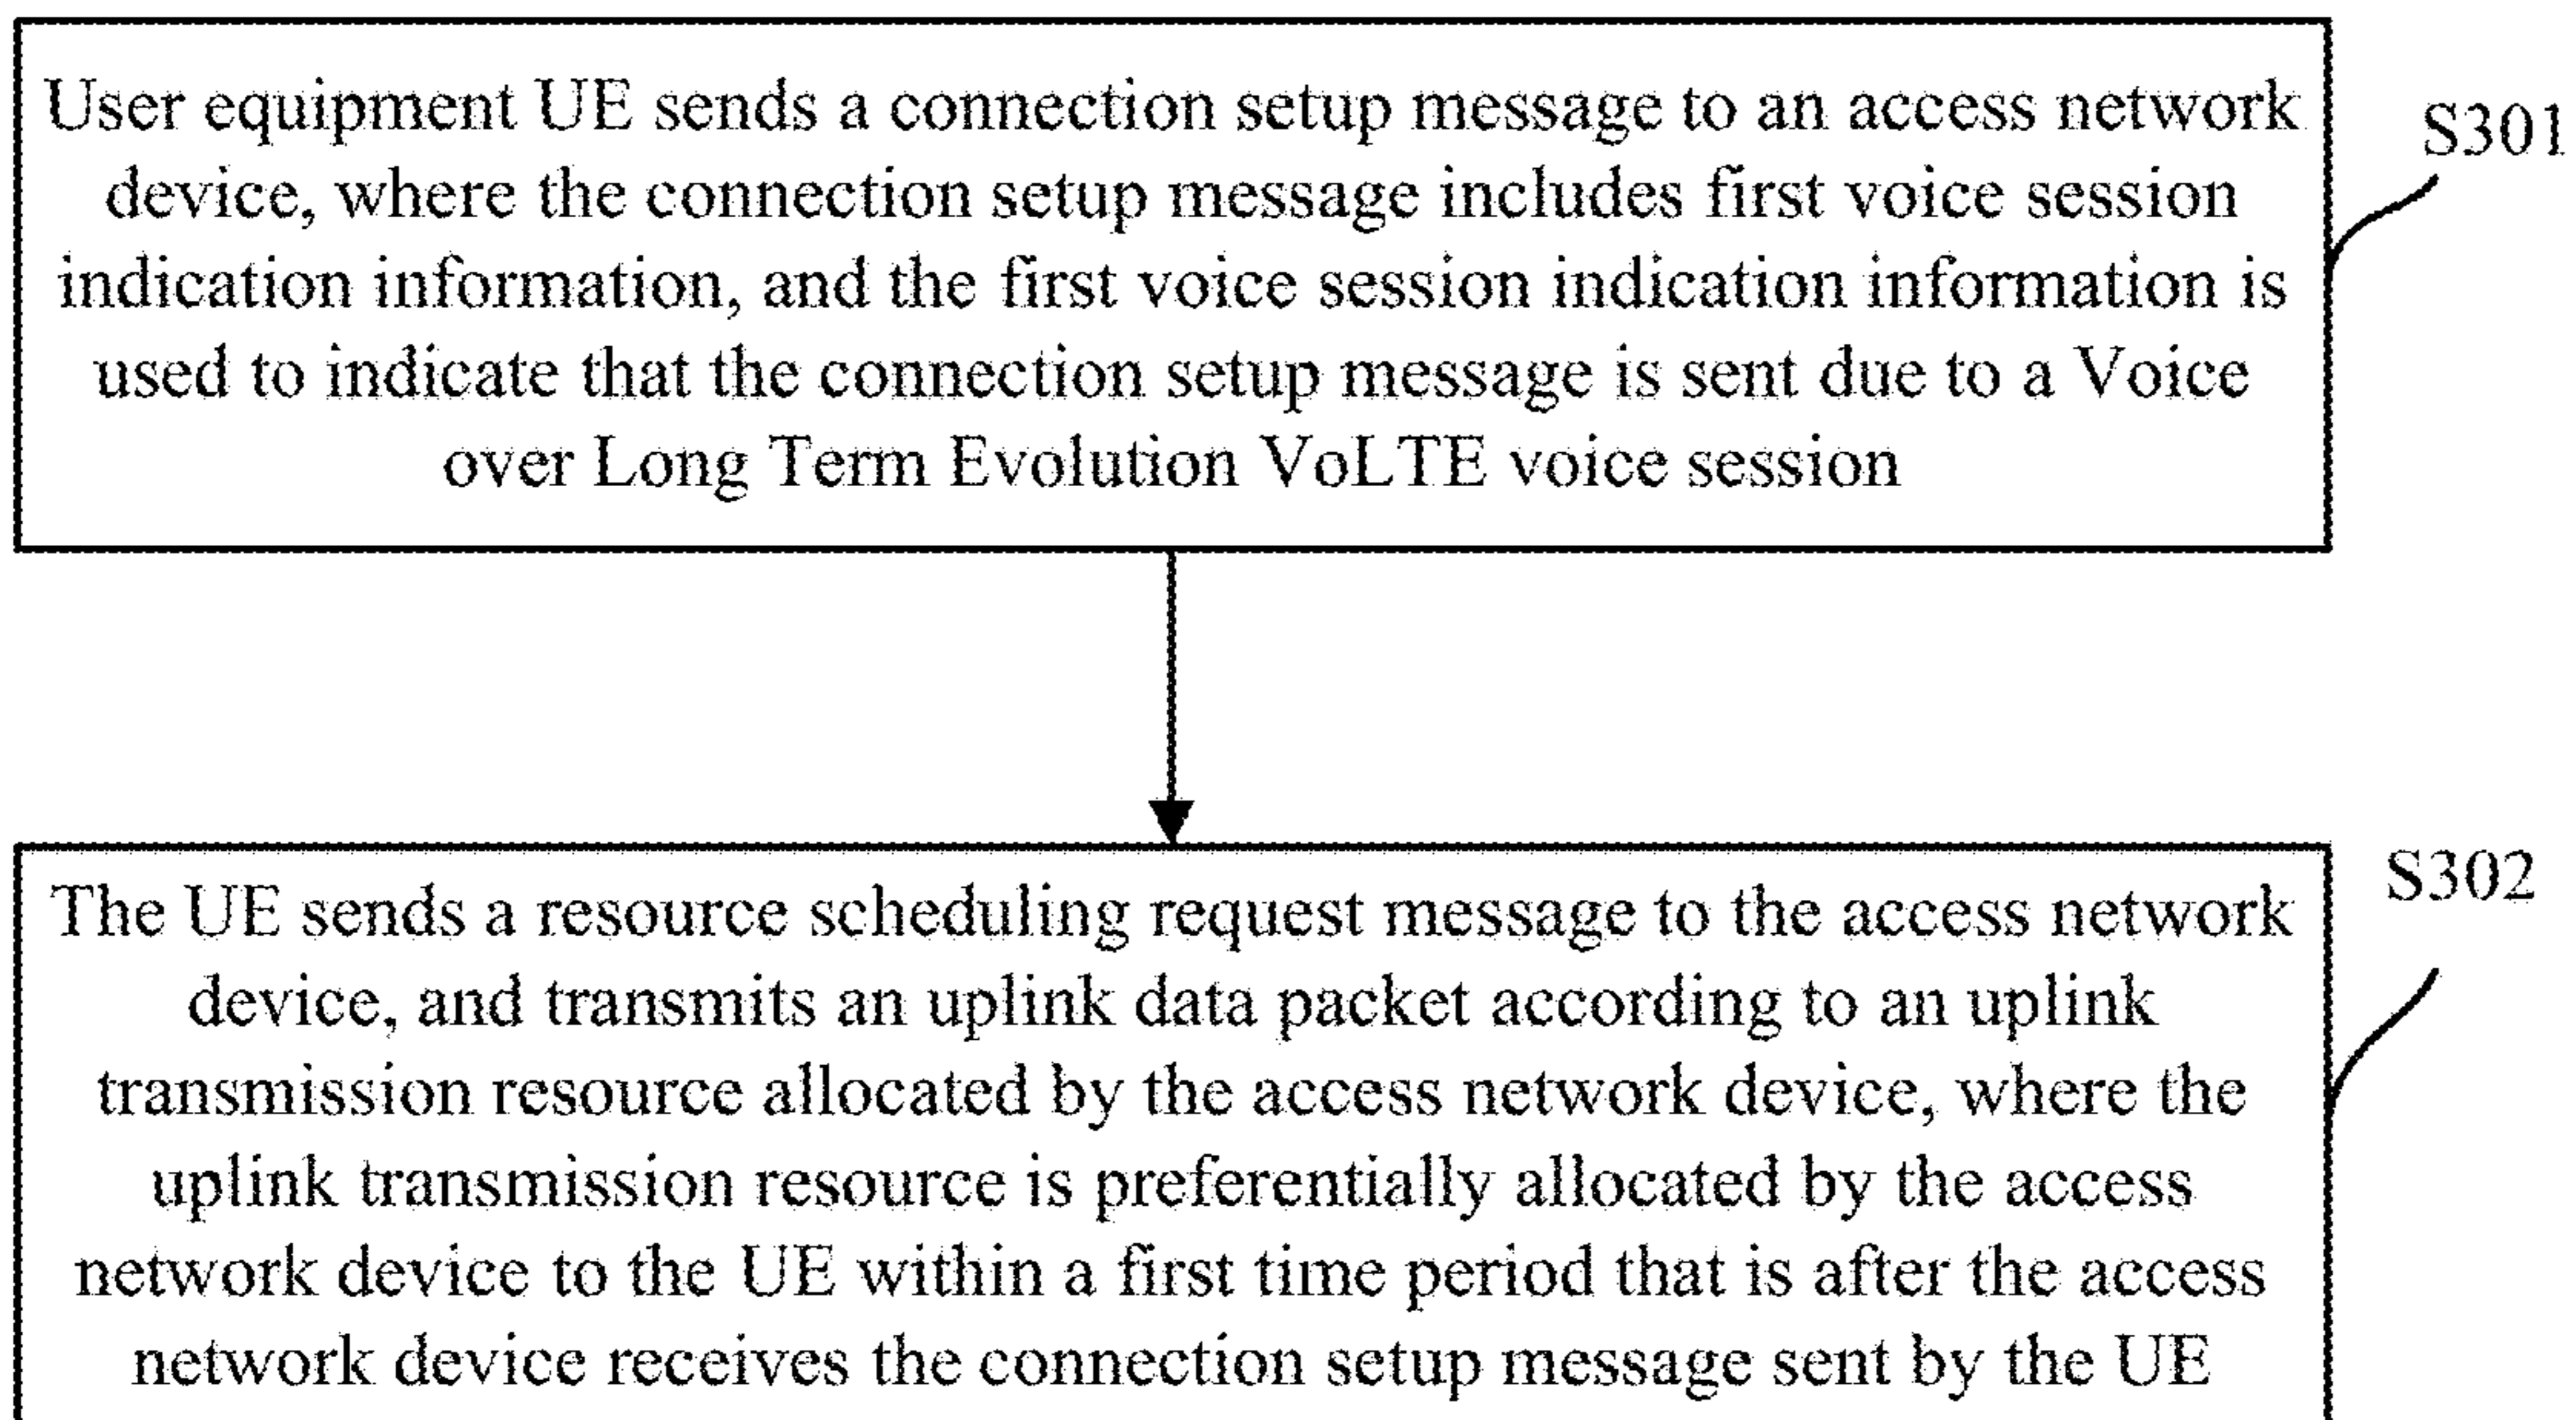 User equipment UE sends a connection setup message to an access network
device, where the connection setup message includes first voice session
indication information, and the first voice session indication information is
used to indicate that the connection setup message is sent due to a Voice
over Long Term Evolution VoLTE voice session
S301
The UE sends a resource scheduling request message to the access network
device, and transmits an uplink data packet according to an uplink
transmission resource allocated by the access network device, where the
uplink transmission resource is preferentially allocated by the access
network device to the UE within a first time period that is after the access
network device receives the connection setup message sent by the UE
S302